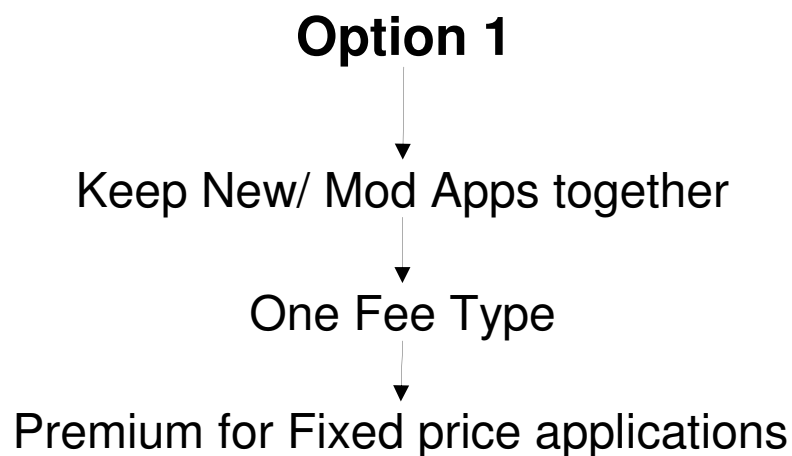 Option 1
Keep New/ Mod Apps together
One Fee Type
Premium for Fixed price applications